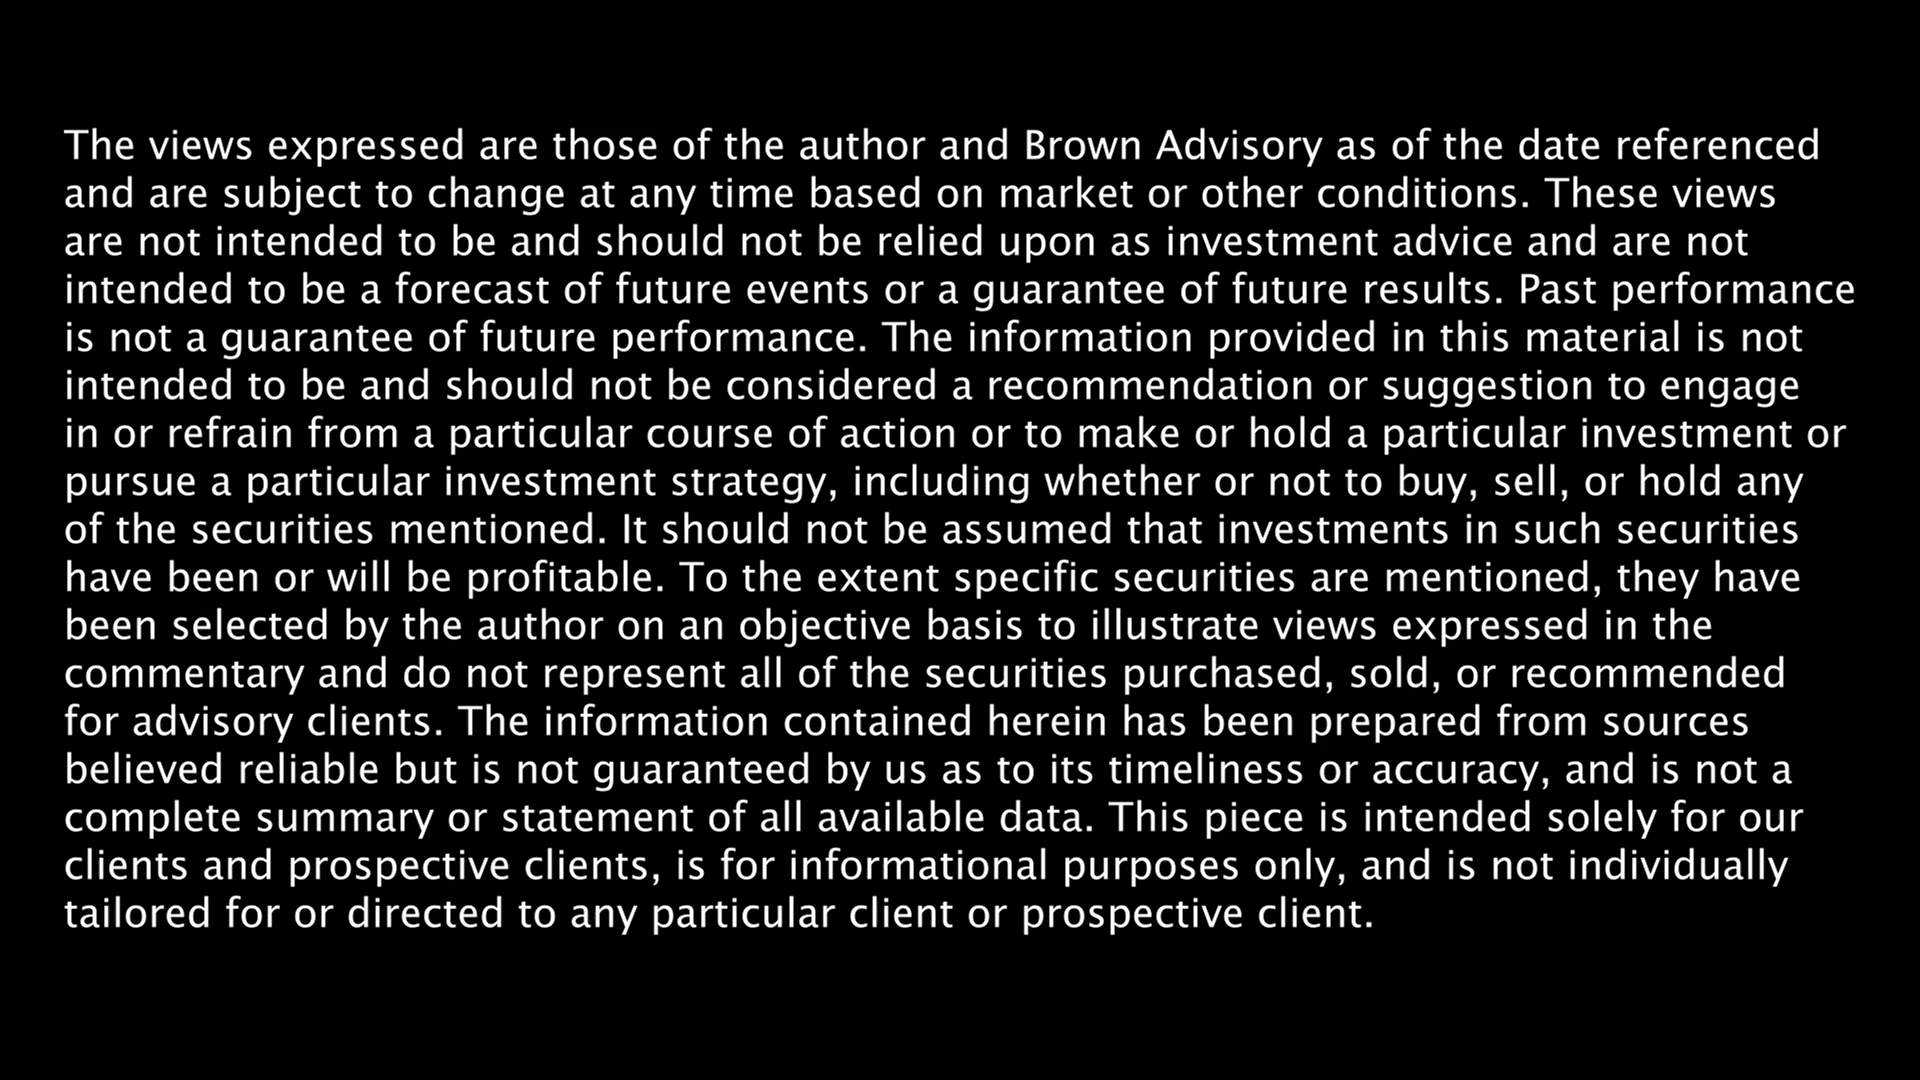 The views expressed are those of the author and Brown Advisory as of the date referenced
and are subject to change at any time based on market or other conditions. These views
are not intended to be and should not be relied upon as investment advice and are not
intended to be a forecast of future events or a guarantee of future results. Past performance
is not a guarantee of future performance. The information provided in this material is not
intended to be and should not be considered a recommendation or suggestion to engage
in or refrain from a particular course of action or to make or hold a particular investment or
pursue a particular investment strategy, including whether or not to buy, sell, or hold any
of the securities mentioned. It should not be assumed that investments in such securities
have been or will be profitable. To the extent specific securities are mentioned, they have
been selected by the author on an objective basis to illustrate views expressed in the
commentary and do not represent all of the securities purchased, sold, or recommended
for advisory clients. The information contained herein has been prepared from sources
believed reliable but is not guaranteed by us as to its timeliness or accuracy, and is not a
complete summary or statement of all available data. This piece is intended solely for our
clients and prospective clients, is for informational purposes only, and is not individually
tailored for or directed to any particular client or prospective client.